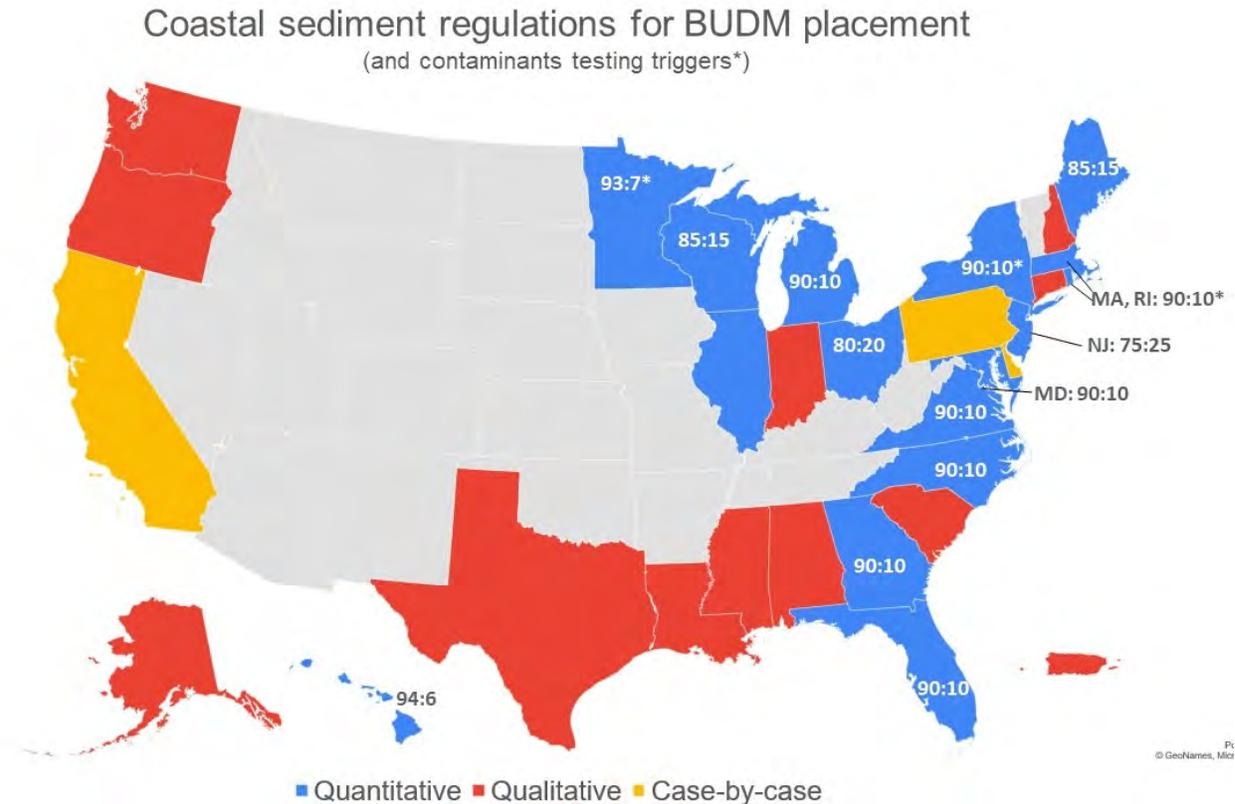 Coastal sediment regulations for BUDM placement
(and contaminants testing triggers*)
85:15
93:7*
85:15
90:10
90:10*
MA, RI: 90:10*
80:20
NJ: 75:25
MD: 90:10
90:10
90:10
90:10
90:10
94:6
© GeoNames, Micr
Quantitative Qualitative Case-by-case